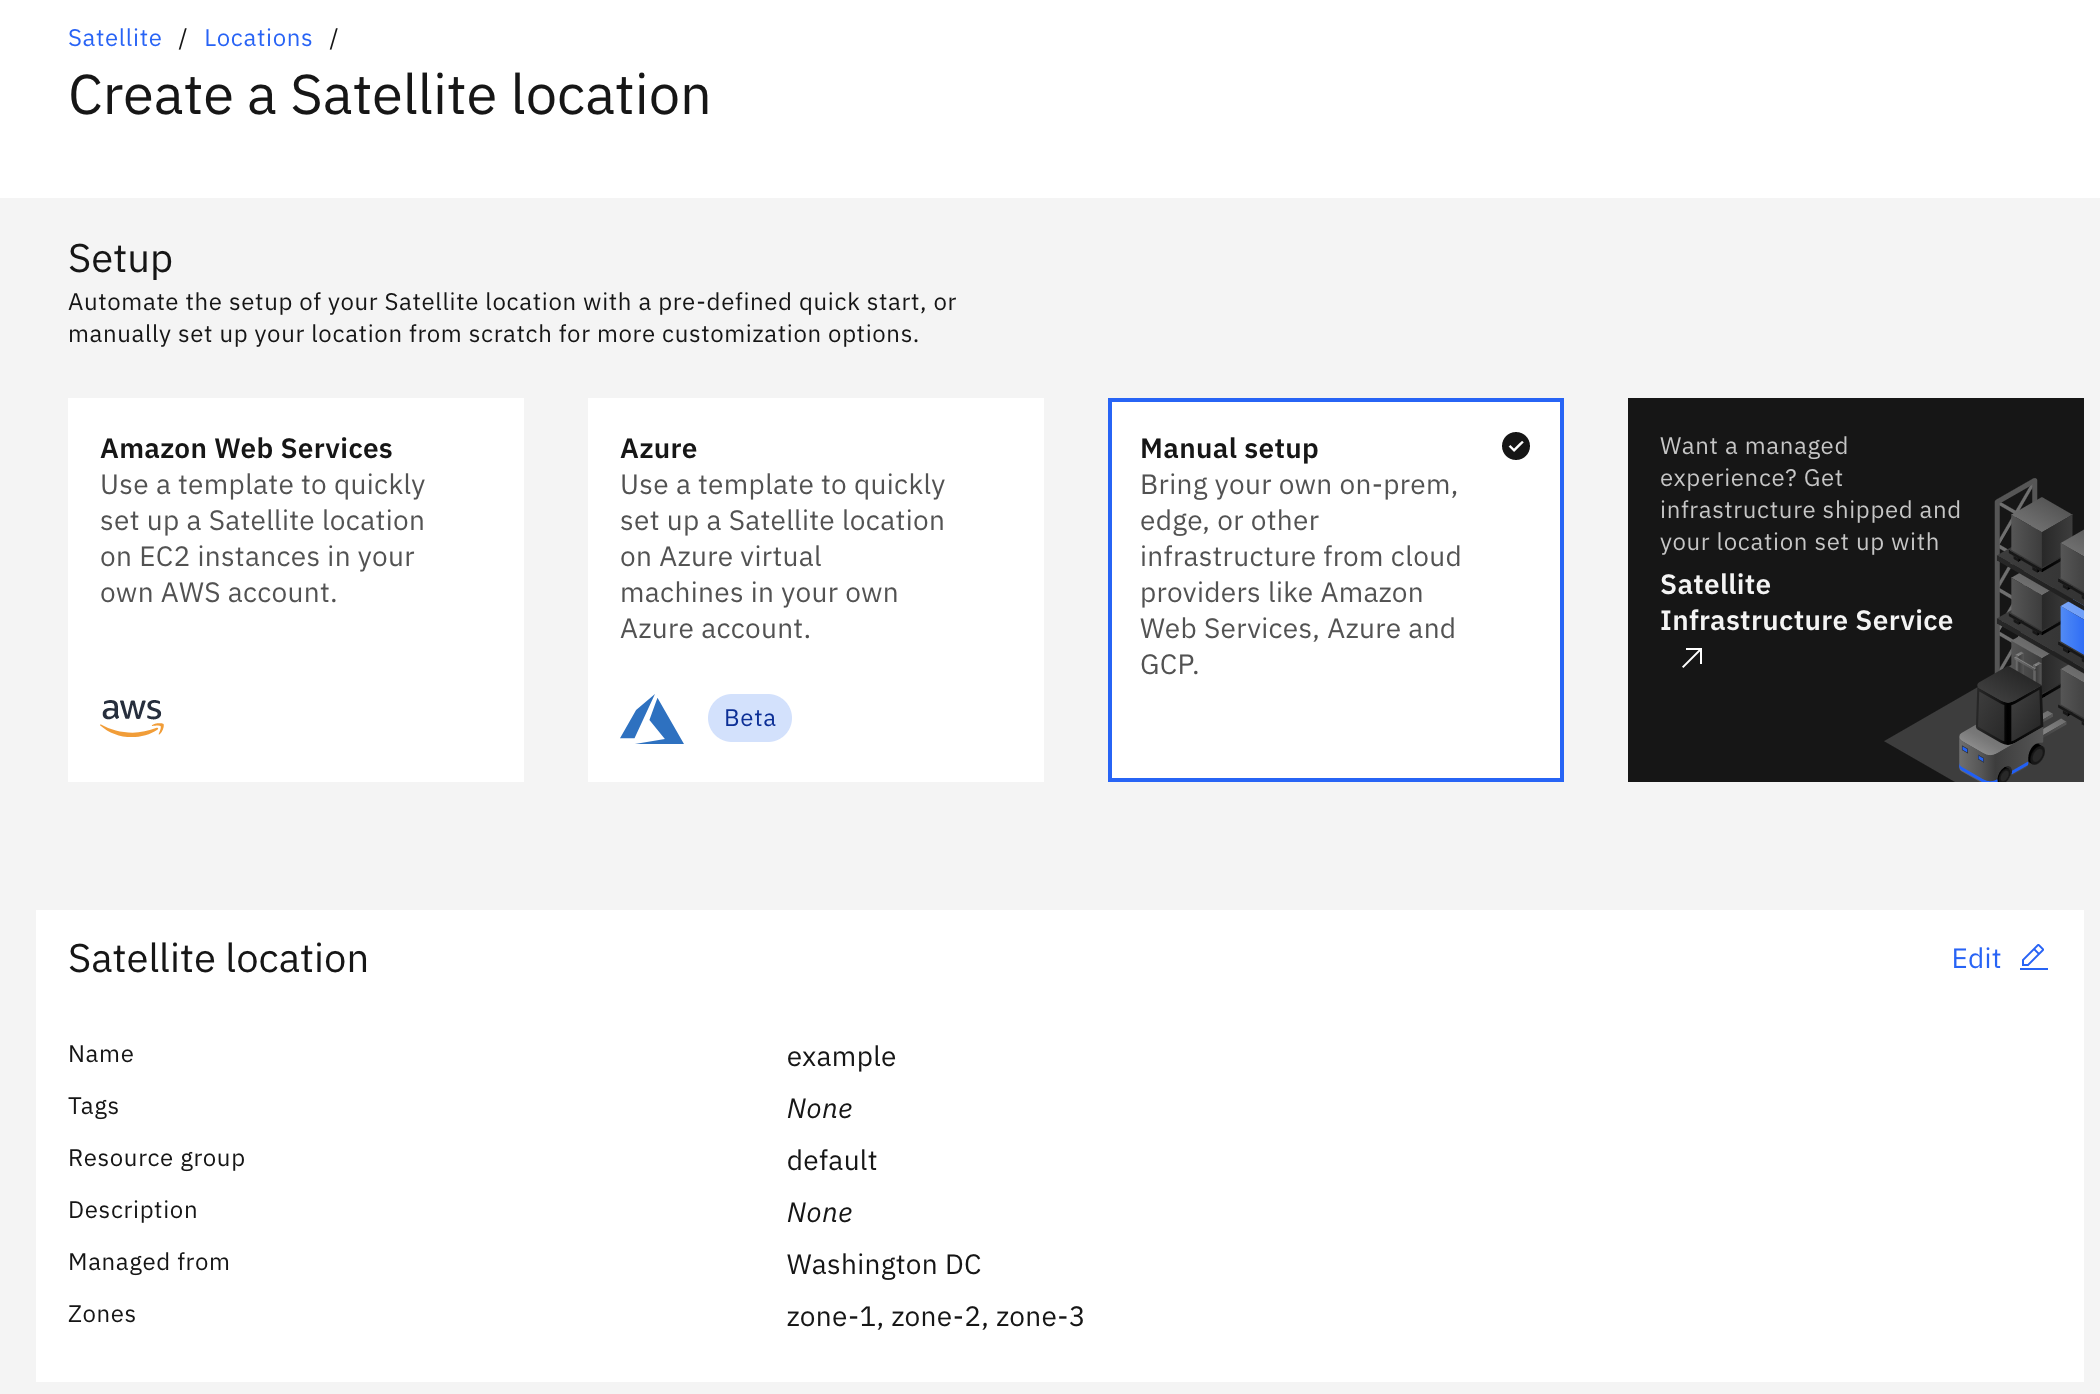 Satellite / Locations /
Create a Satellite location
Setup
Automate the setup of your Satellite location with a pre-defined quick start, or
manually set up your location from scratch for more customization options.
Amazon Web Services
Use a template to quickly
set up a Satellite location
on EC2 instances in your
own AWS account.
aws
Azure
Use a template to quickly
set up a Satellite location
on Azure virtual
machines in your own
Azure account.
Beta
Manual setup
Bring your own on-prem,
edge, or other
infrastructure from cloud
providers like Amazon
Web Services, Azure and
GCP.
Want a managed
experience? Get
infrastructure shipped and
your location set up with
Satellite
Infrastructure Service
Satellite location
Edit
Name example
Tags None
Resource group default
Description None
Managed from Washington DC
Zones zone-1, zone-2, zone-3